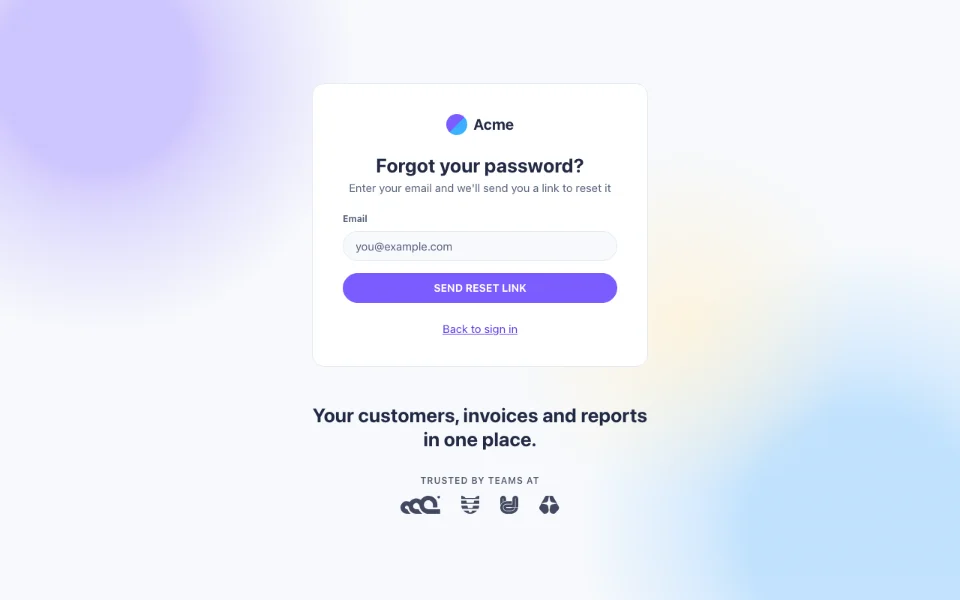 Acme
Forgot your password?
Enter your email and we'll send you a link to reset it
Email
you@example.com
SEND RESET LINK
Back to sign in
Your customers, invoices and reports
in one place.
TRUSTED BY TEAMS AT